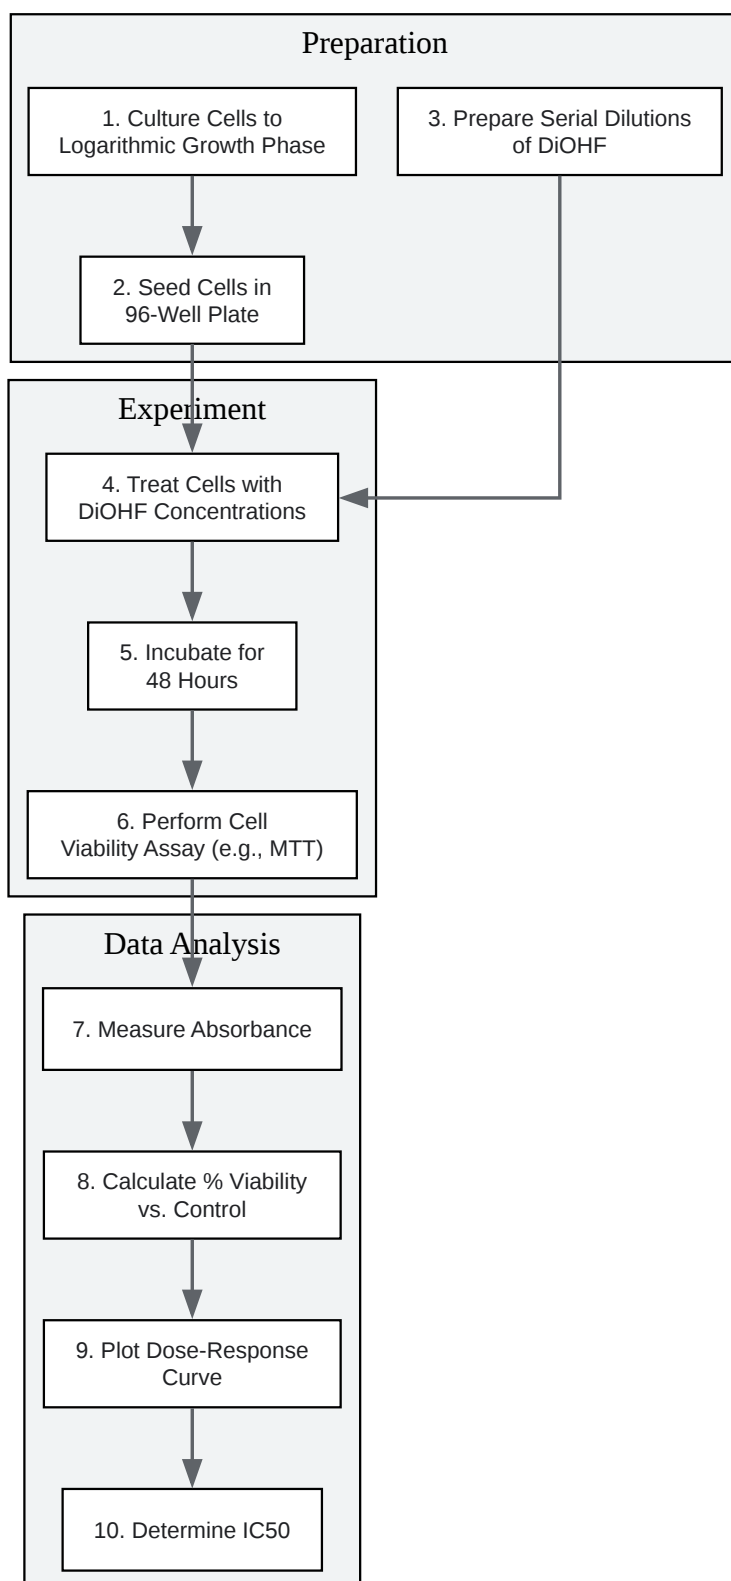 Preparation
1. Culture Cells to
Logarithmic Growth Phase
3. Prepare Serial Dilutions
of DiOHF
2. Seed Cells in
96-Well Plate
Experiment
4. Treat Cells with
DiOHF Concentrations
5. Incubate for
48 Hours
6. Perform Cell
Viability Assay (e.g., MTT)
Data Analysis
7. Measure Absorbance
8. Calculate % Viability
vs. Control
9. Plot Dose-Response
Curve
10. Determine IC50